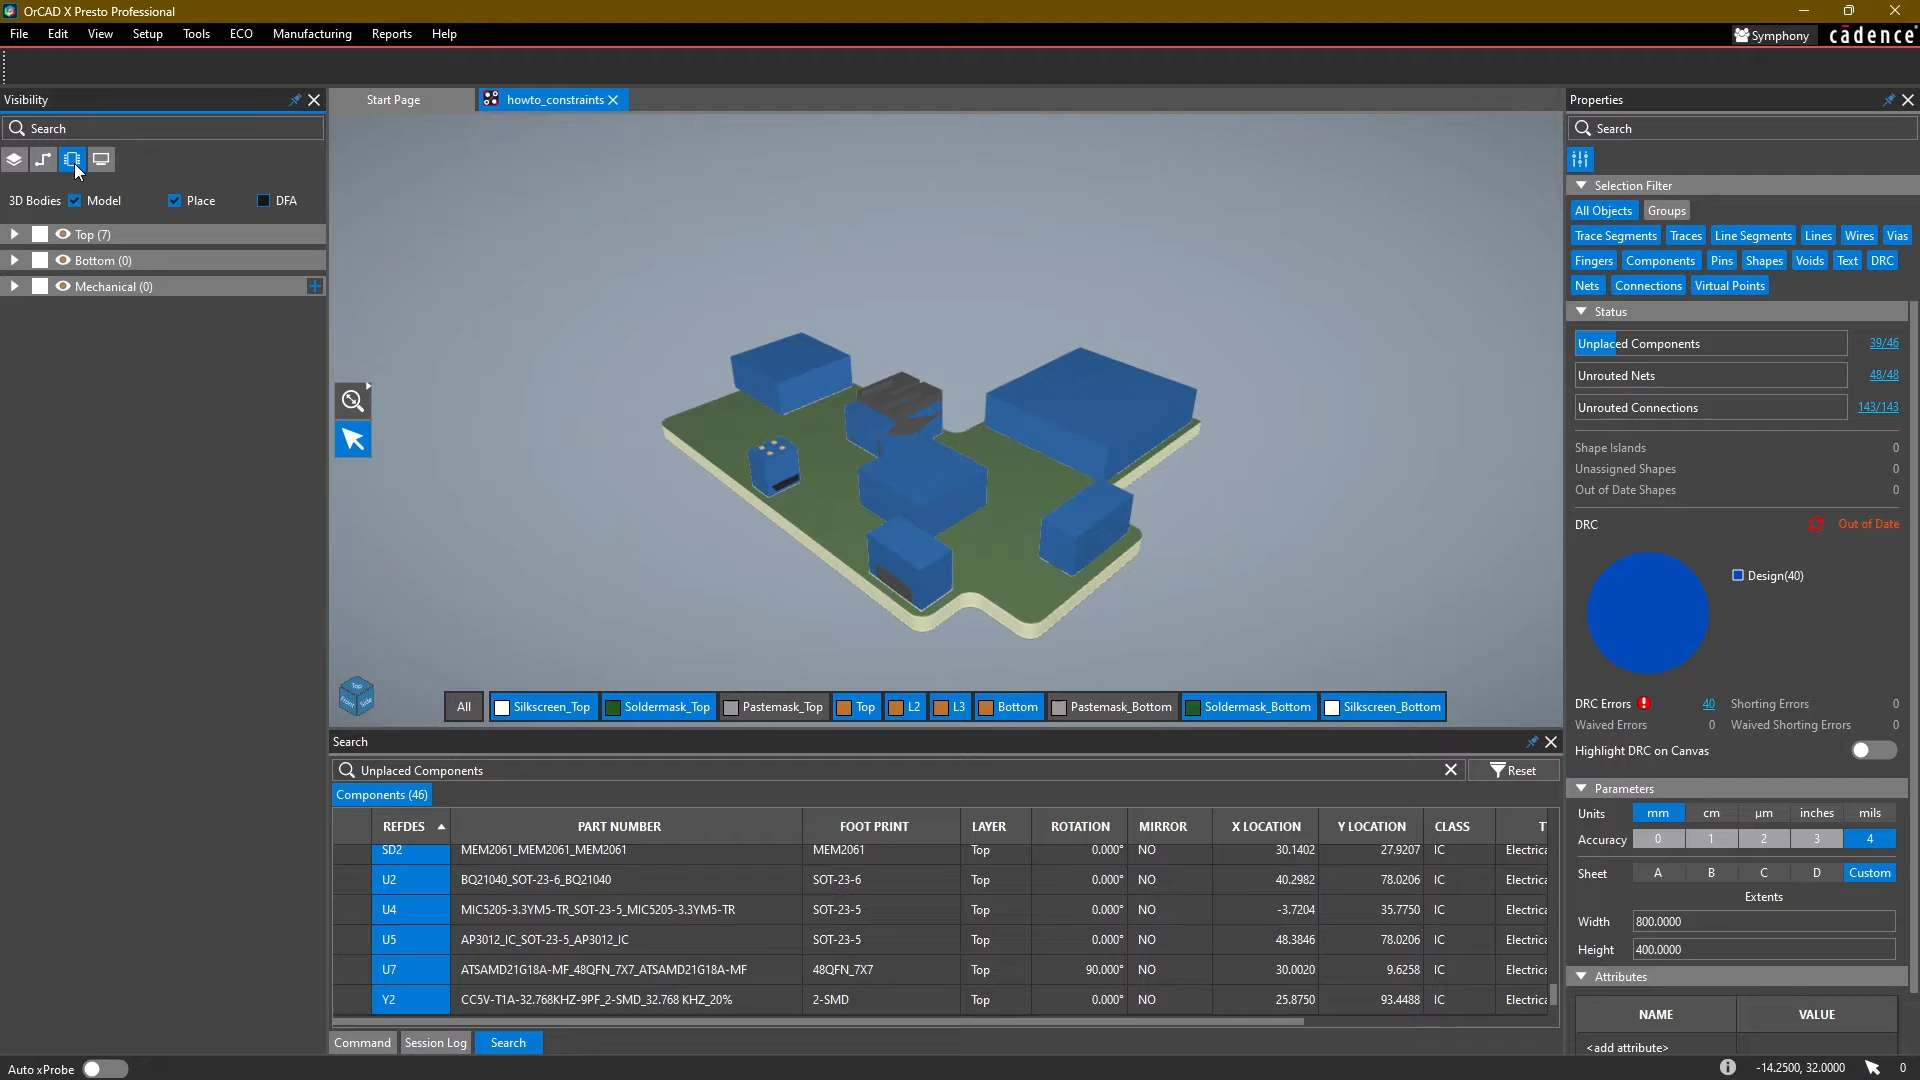 OrCAD X Presto Professional
File Edit View Setup Tools ECO Manufacturing Reports Help
Symphony cādence
Visibility
Search
3D Bodies Model Place DFA
Top (7)
Bottom (0)
Mechanical (0)
Start Page howto_constraints
Top Front Side
All Silkscreen_Top Soldermask_Top Pastemask_Top Top L2 L3 Bottom Pastemask_Bottom Soldermask_Bottom Silkscreen_Bottom
Search
Unplaced Components Reset
Components (46)
REFDES PART NUMBER FOOT PRINT LAYER ROTATION MIRROR X LOCATION Y LOCATION CLASS T
SD2 MEM2061_MEM2061_MEM2061 MEM2061 Top 0.000° NO 30.1402 27.9207 IC Electrica
U2 BQ21040_SOT-23-6_BQ21040 SOT-23-6 Top 0.000° NO 40.2982 78.0206 IC Electrica
U4 MIC5205-3.3YM5-TR_SOT-23-5_MIC5205-3.3YM5-TR SOT-23-5 Top 0.000° NO -3.7204 35.7750 IC Electrica
U5 AP3012_IC_SOT-23-5_AP3012_IC SOT-23-5 Top 0.000° NO 48.3846 78.0206 IC Electrica
U7 ATSAMD21G18A-MF_48QFN_7X7_ATSAMD21G18A-MF 48QFN_7X7 Top 90.000° NO 30.0020 9.6258 IC Electrica
Y2 CC5V-T1A-32.768KHZ-9PF_2-SMD_32.768 KHZ_20% 2-SMD Top 0.000° NO 25.8750 93.4488 IC Electrica
Command Session Log Search
Properties
Search
Selection Filter
All Objects Groups
Trace Segments Traces Line Segments Lines Wires Vias
Fingers Components Pins Shapes Voids Text DRC
Nets Connections Virtual Points
Status
Unplaced Components 39/46
Unrouted Nets 48/48
Unrouted Connections 143/143
Shape Islands 0
Unassigned Shapes 0
Out of Date Shapes 0
DRC Out of Date
Design(40)
DRC Errors 40 Shorting Errors 0
Waived Errors 0 Waived Shorting Errors 0
Highlight DRC on Canvas
Parameters
Units mm cm µm inches mils
Accuracy 0 1 2 3 4
Sheet A B C D Custom
Extents
Width 800.0000
Height 400.0000
Attributes
NAME VALUE
<add attribute>
Auto xProbe -14.2500, 32.0000 0